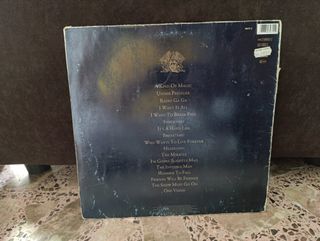 A Kind Of Magic
Under Pressure
Radio Ga Ga
I Want It All
I Want To Break Free
Innuendo
It's A Hard Life
Breakthru
Who Wants To Live Forever
Headlong
The Miracle
I'm Going Slightly Mad
The Invisible Man
Hammer To Fall
Friends Will Be Friends
The Show Must Go On
One Vision